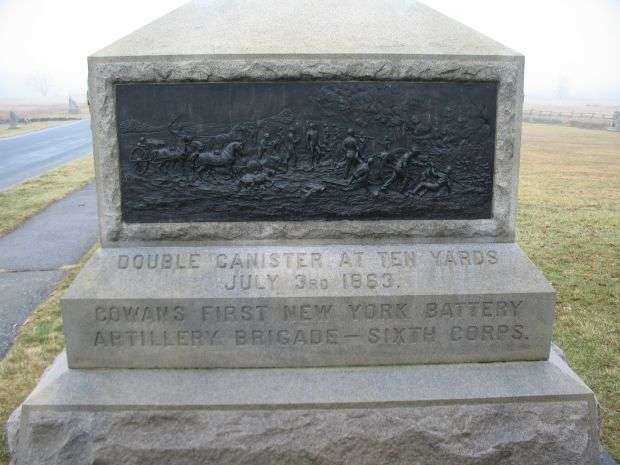 DOUBLE CANISTER AT TEN YARDS
JULY 3RD 1863.
COWANS FIRST NEW YORK BATTERY
ARTILLERY BRIGADE — SIXTH CORPS.